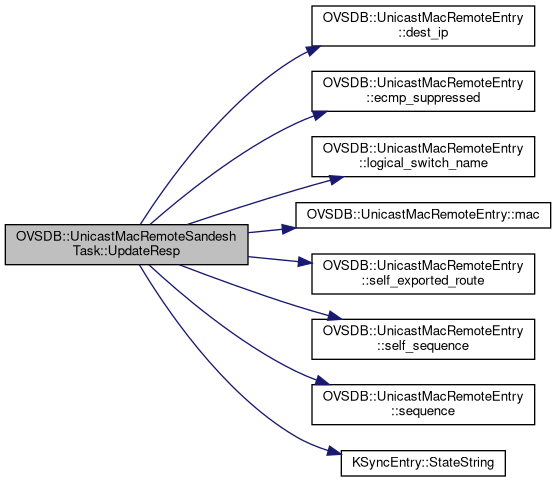 OVSDB::UnicastMacRemoteSandesh
Task::UpdateResp
OVSDB::UnicastMacRemoteEntry
::dest_ip
OVSDB::UnicastMacRemoteEntry
::ecmp_suppressed
OVSDB::UnicastMacRemoteEntry
::logical_switch_name
OVSDB::UnicastMacRemoteEntry::mac
OVSDB::UnicastMacRemoteEntry
::self_exported_route
OVSDB::UnicastMacRemoteEntry
::self_sequence
OVSDB::UnicastMacRemoteEntry
::sequence
KSyncEntry::StateString